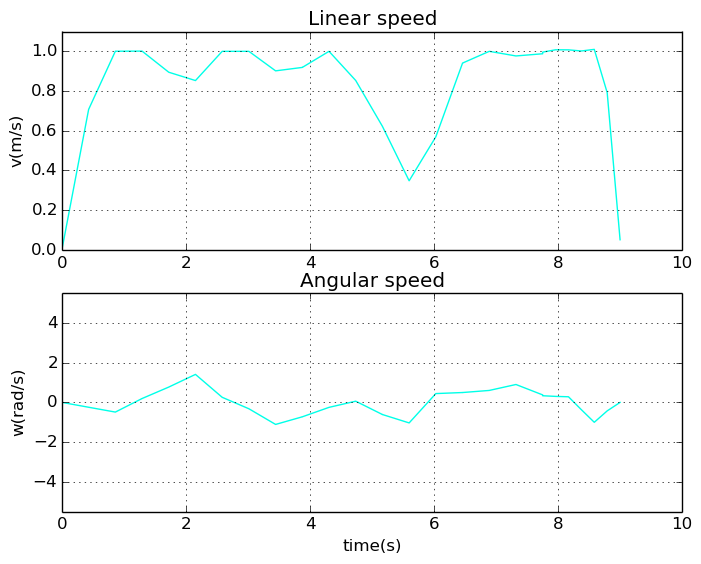 Linear speed
v(m/s)
1.0
0.8
0.6
0.4
0.2
0.0
0 2 4 6 8 10
Angular speed
w(rad/s)
4
2
0
−2
−4
0 2 4 6 8 10
time(s)